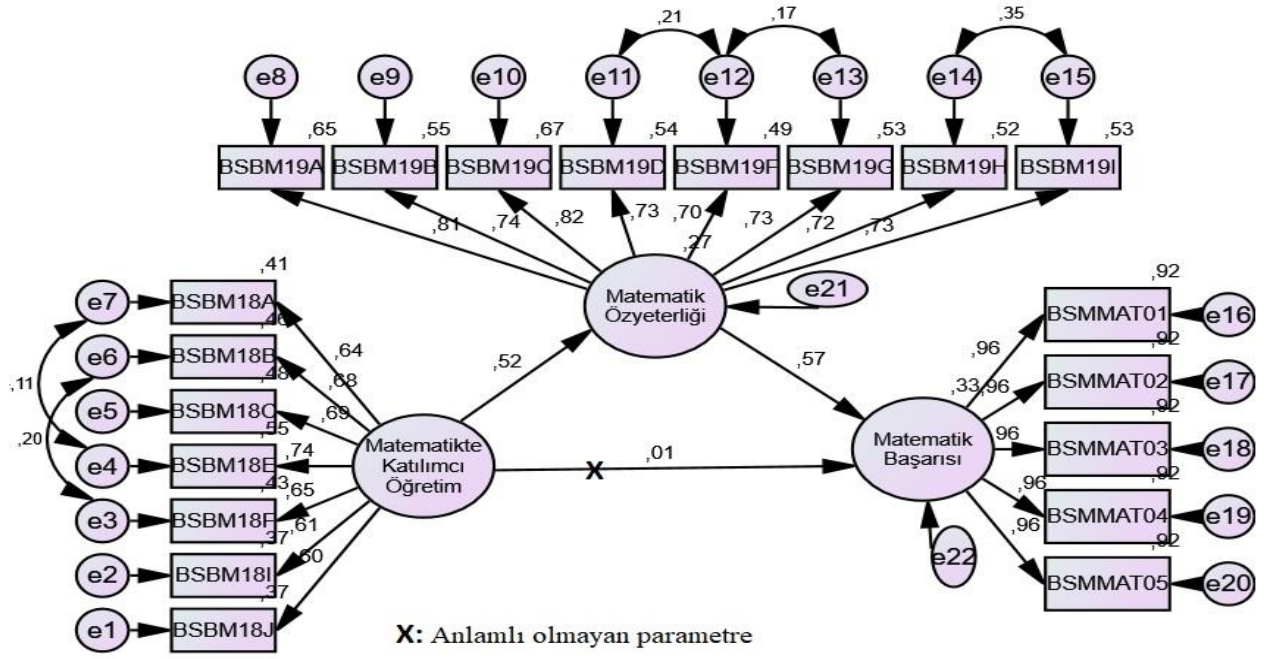 ,21
,17
,35
e8
e9
e10
e11
e12
e13
e14
e15
,65
,55
,67
,54
,49
,53
,52
,53
BSBM19A
BSBM19B
BSBM19C
BSBM19D
BSBM19F
BSBM19G
BSBM19H
BSBM19I
,81
,74
,82
,73
,70
,73
,72
,73
,27
Matematik
Özyeterliği
e21
,41
e7
BSBM18A
,46
e6
BSBM18B
,48
e5
BSBM18C
,55
e4
BSBM18E
,43
e3
BSBM18F
,37
e2
BSBM18I
,37
e1
BSBM18J
,11
,20
,64
,68
,69
,74
,65
,61
,60
Matematikte
Katılımcı
Öğretim
,52
,57
,01
X
,33
Matematik
Başarısı
e22
,96
,96
,96
,96
,96
,92
BSMMAT01
e16
,92
BSMMAT02
e17
,92
BSMMAT03
e18
,92
BSMMAT04
e19
,92
BSMMAT05
e20
X: Anlamlı olmayan parametre